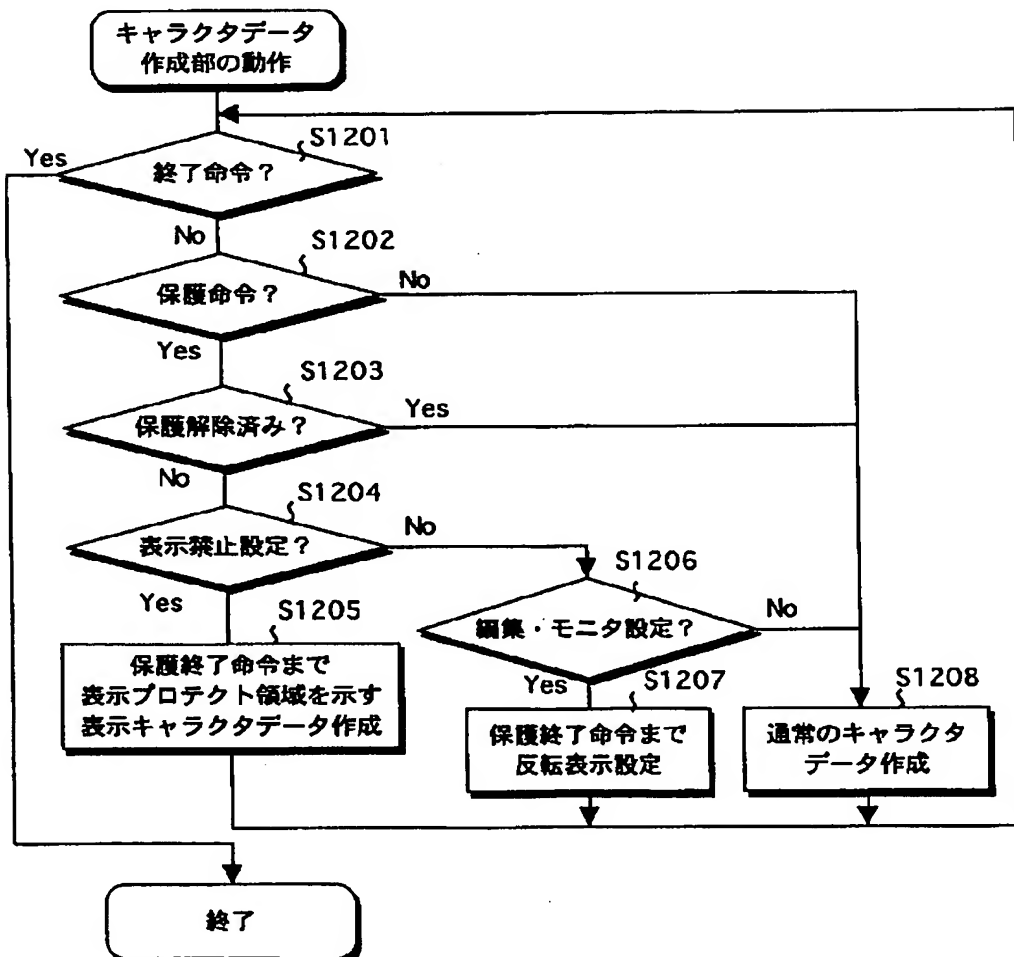 キャラクタデータ
作成部の動作
S1201
Yes
終了命令？
No
S1202
保護命令？
No
Yes
S1203
保護解除済み？
Yes
No
S1204
表示禁止設定？
No
Yes
S1205
保護終了命令まで
表示プロテクト領域を示す
表示キャラクタデータ作成
S1206
編集・モニタ設定？
No
Yes
S1207
保護終了命令まで
反転表示設定
S1208
通常のキャラクタ
データ作成
終了